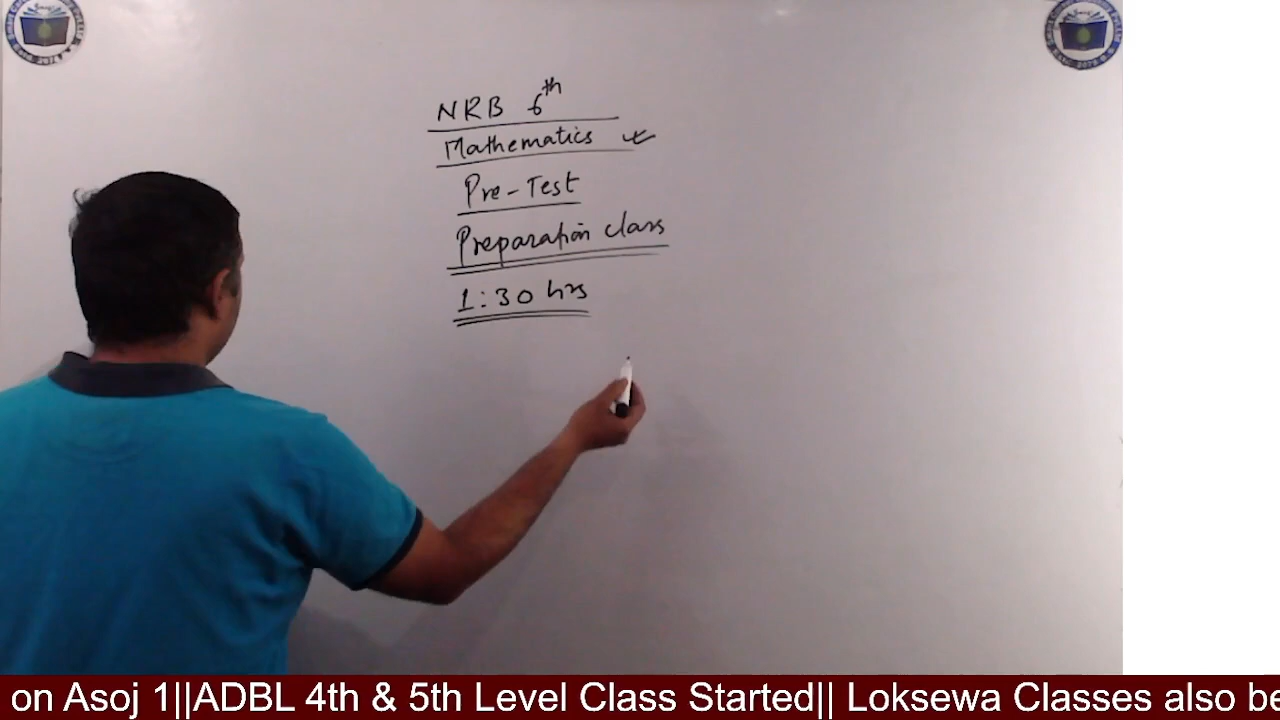 NRB 6th
Mathematics
Pre-Test
Preparation class
1:30 hrs
on Asoj 1||ADBL 4th & 5th Level Class Started|| Loksewa Classes also be